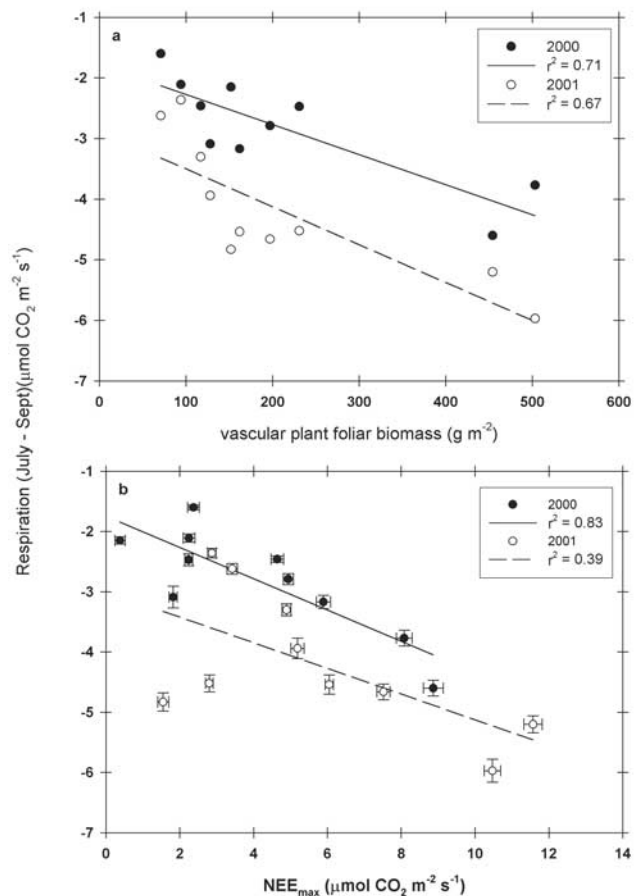 a
2000
r² = 0.71
2001
r² = 0.67
-1
-2
-3
-4
-5
-6
-7
0 100 200 300 400 500 600
vascular plant foliar biomass (g m⁻²)
Respiration (July - Sept)(μmol CO₂ m⁻² s⁻¹)
b
2000
r² = 0.83
2001
r² = 0.39
-1
-2
-3
-4
-5
-6
-7
0 2 4 6 8 10 12 14
NEEmax (μmol CO₂ m⁻² s⁻¹)